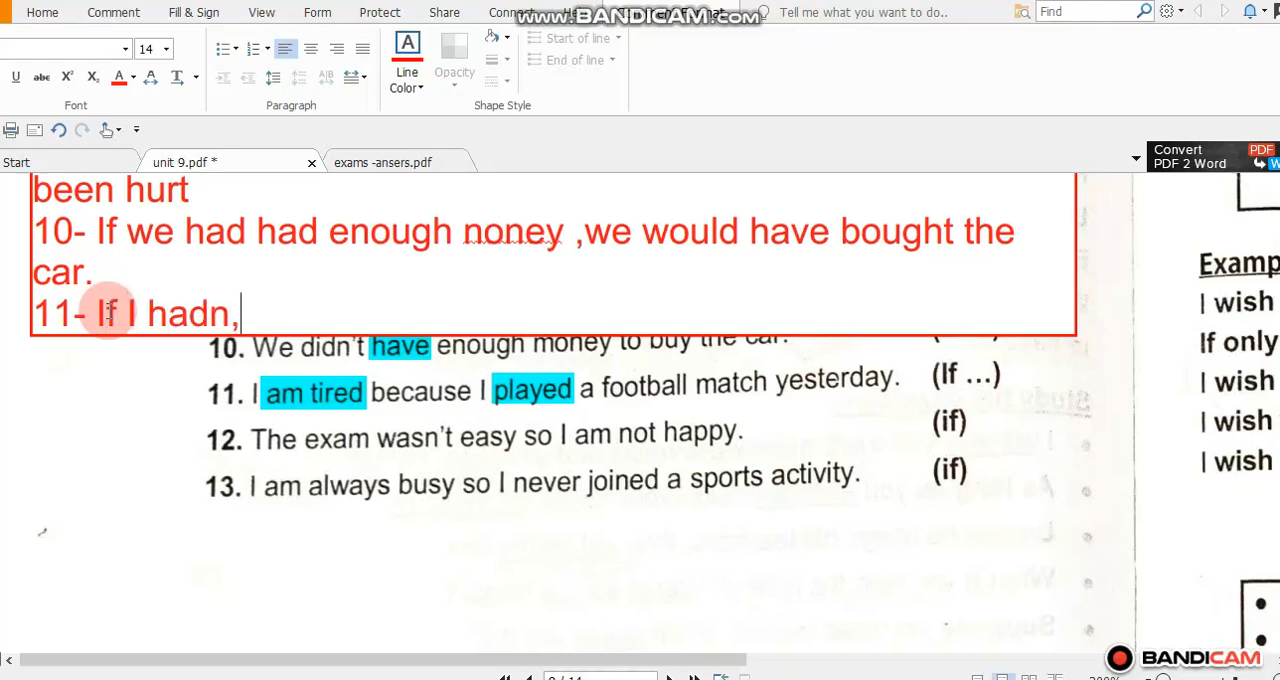 Home Comment Fill & Sign View Form Protect Share Connect Tell me what you want to do.. Find
www.BANDICAM.com
14
Start of line
End of line
U abc X² X₂ A A T
Line Color
Opacity
Font Paragraph Shape Style
Start unit 9.pdf * x exams -ansers.pdf
Convert
PDF 2 Word
PDF
been hurt
10- If we had had enough noney ,we would have bought the
car.
11- If I hadn,
10. We didn't have enough money to buy the car.
11. I am tired because I played a football match yesterday. (If ...)
12. The exam wasn't easy so I am not happy. (if)
13. I am always busy so I never joined a sports activity. (if)
Examp
I wish
If only
I wish
I wish
I wish
BANDICAM